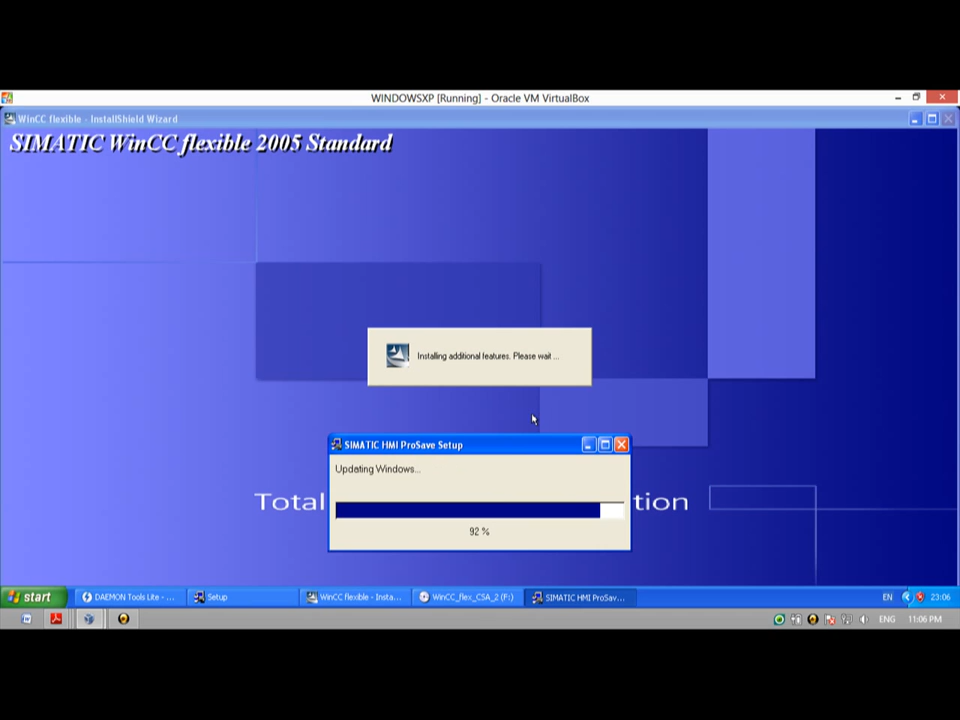 WINDOWSXP [Running] - Oracle VM VirtualBox
WinCC flexible - InstallShield Wizard
SIMATIC WinCC flexible 2005 Standard
Installing additional features. Please wait ...
SIMATIC HMI ProSave Setup
Updating Windows...
Total tion
92 %
start DAEMON Tools Lite - ... Setup WinCC flexible - Insta... WinCC_flex_CSA_2 (F:) SIMATIC HMI ProSav... EN 23:06
ENG 11:06 PM